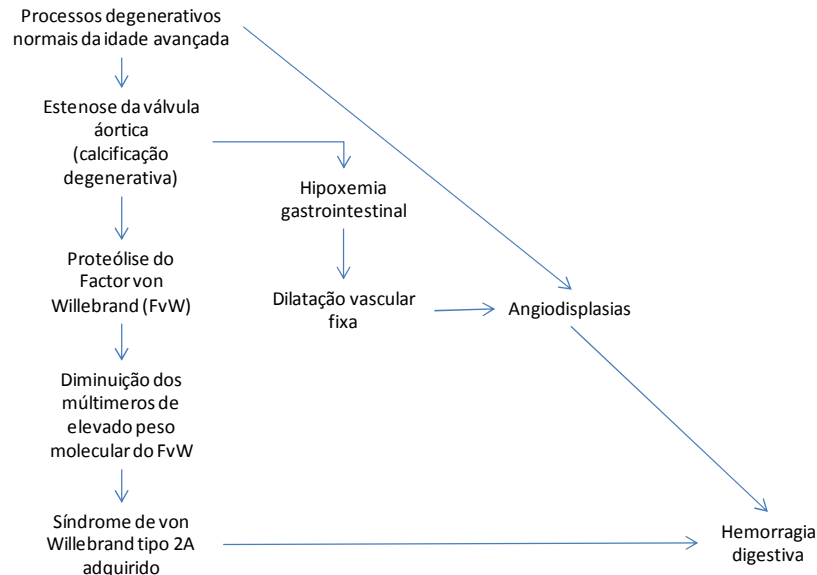 Processos degenerativos
normais da idade avançada
Estenose da válvula
áortica
(calcificação
degenerativa)
Hipoxemia
gastrointestinal
Proteólise do
Factor von
Willebrand (FvW)
Dilatação vascular
fixa
Angiodisplasias
Diminuição dos
múltimeros de
elevado peso
molecular do FvW
Síndrome de von
Willebrand tipo 2A
adquirido
Hemorragia
digestiva